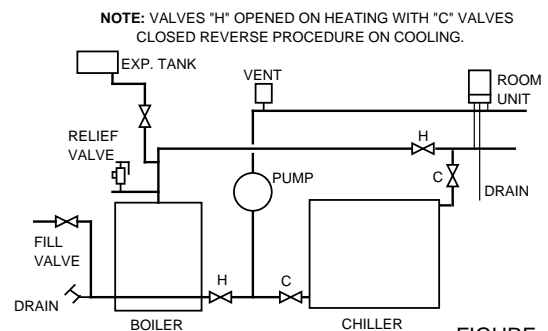 NOTE: VALVES "H" OPENED ON HEATING WITH "C" VALVES
CLOSED REVERSE PROCEDURE ON COOLING.
EXP. TANK
VENT
ROOM
UNIT
RELIEF
VALVE
H
PUMP
C
DRAIN
FILL
VALVE
H
C
DRAIN
BOILER
CHILLER
FIGURE